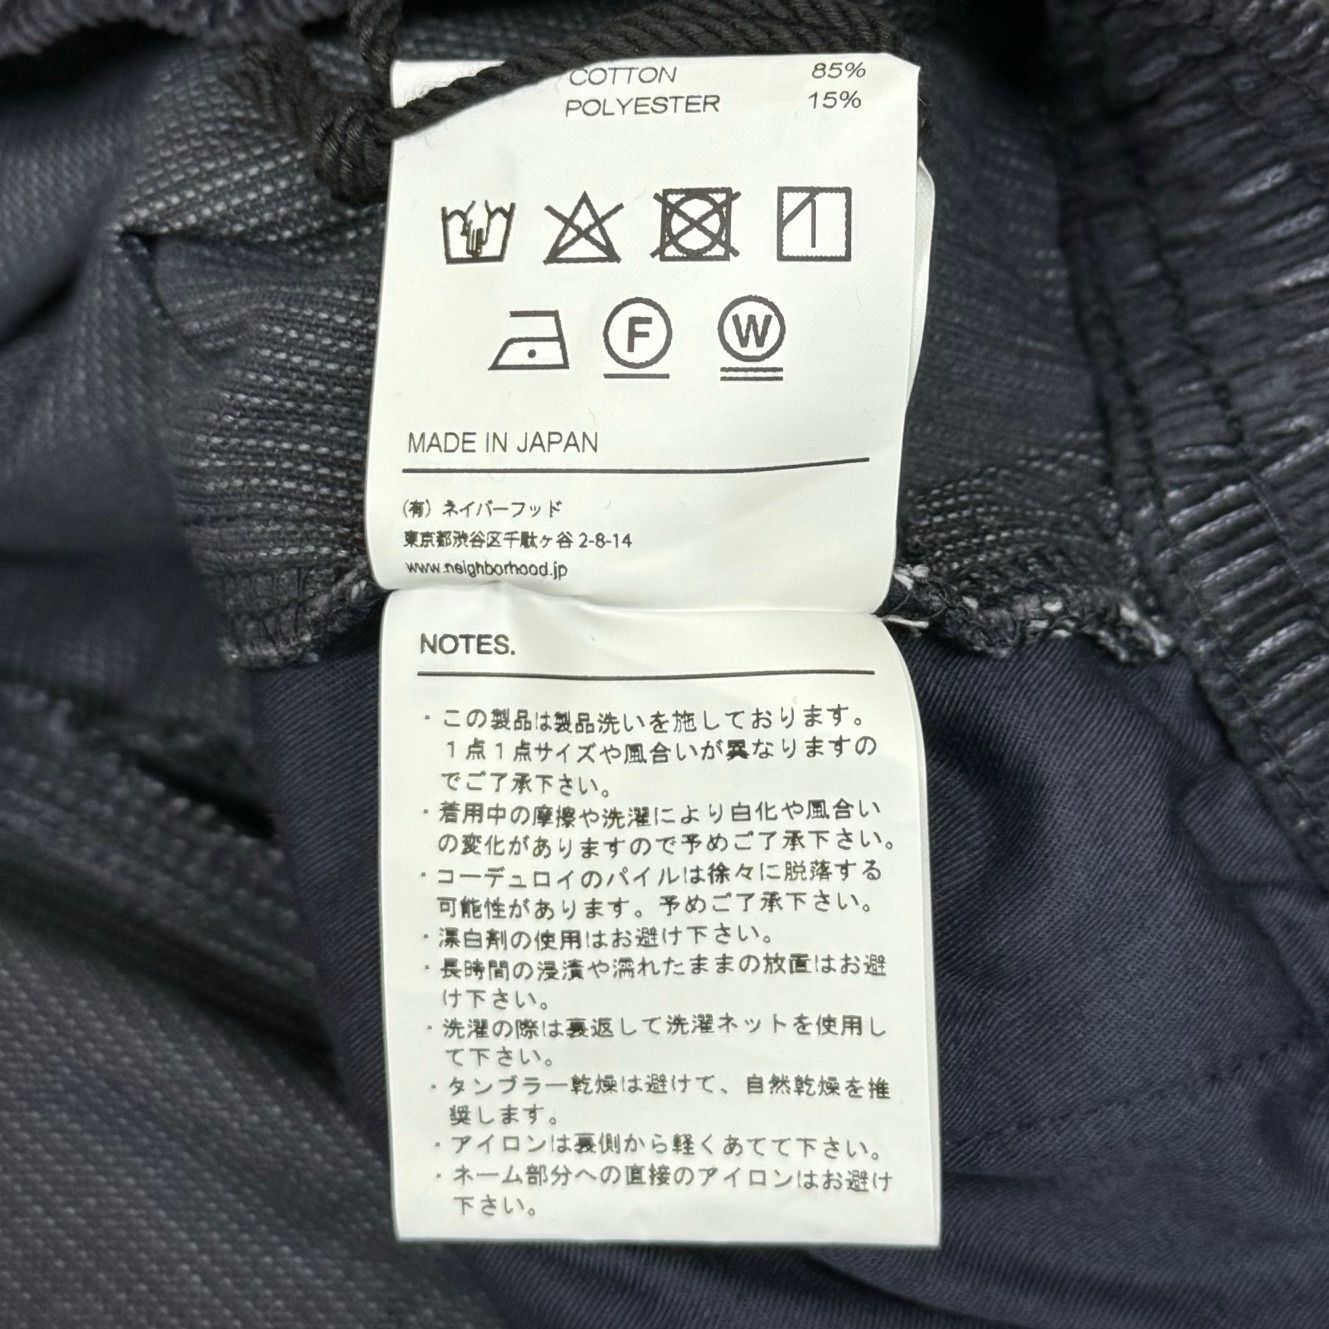 COTTON 85%
POLYESTER 15%
F W
MADE IN JAPAN
(有) ネイバーフッド
東京都渋谷区千駄ヶ谷 2-8-14
www.neighborhood.jp
NOTES.
・この製品は製品洗いを施しております。
１点１点サイズや風合いが異なりますの
でご了承下さい。
・着用中の摩擦や洗濯により白化や風合い
の変化がありますので予めご了承下さい。
・コーデュロイのパイルは徐々に脱落する
可能性があります。予めご了承下さい。
・漂白剤の使用はお避け下さい。
・長時間の浸漬や濡れたままの放置はお避
け下さい。
・洗濯の際は裏返して洗濯ネットを使用し
て下さい。
・タンブラー乾燥は避けて、自然乾燥を推
奨します。
・アイロンは裏側から軽くあてて下さい。
・ネーム部分への直接のアイロンはお避け
下さい。